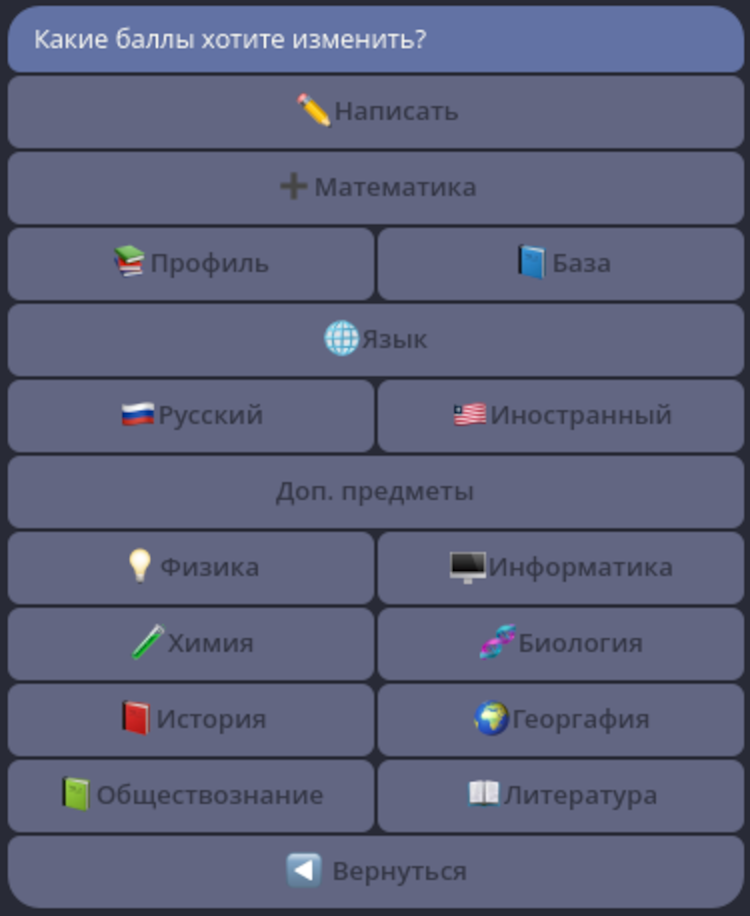 Какие баллы хотите изменить?
✏️Написать
➕ Математика
📚Профиль
📘База
🌐Язык
🇷🇺Русский
🇺🇸Иностранный
Доп. предметы
💡Физика
🖥️Информатика
🧪Химия
🧬Биология
📕История
🌍Георгафия
📗Обществознание
📖Литература
◀️ Вернуться